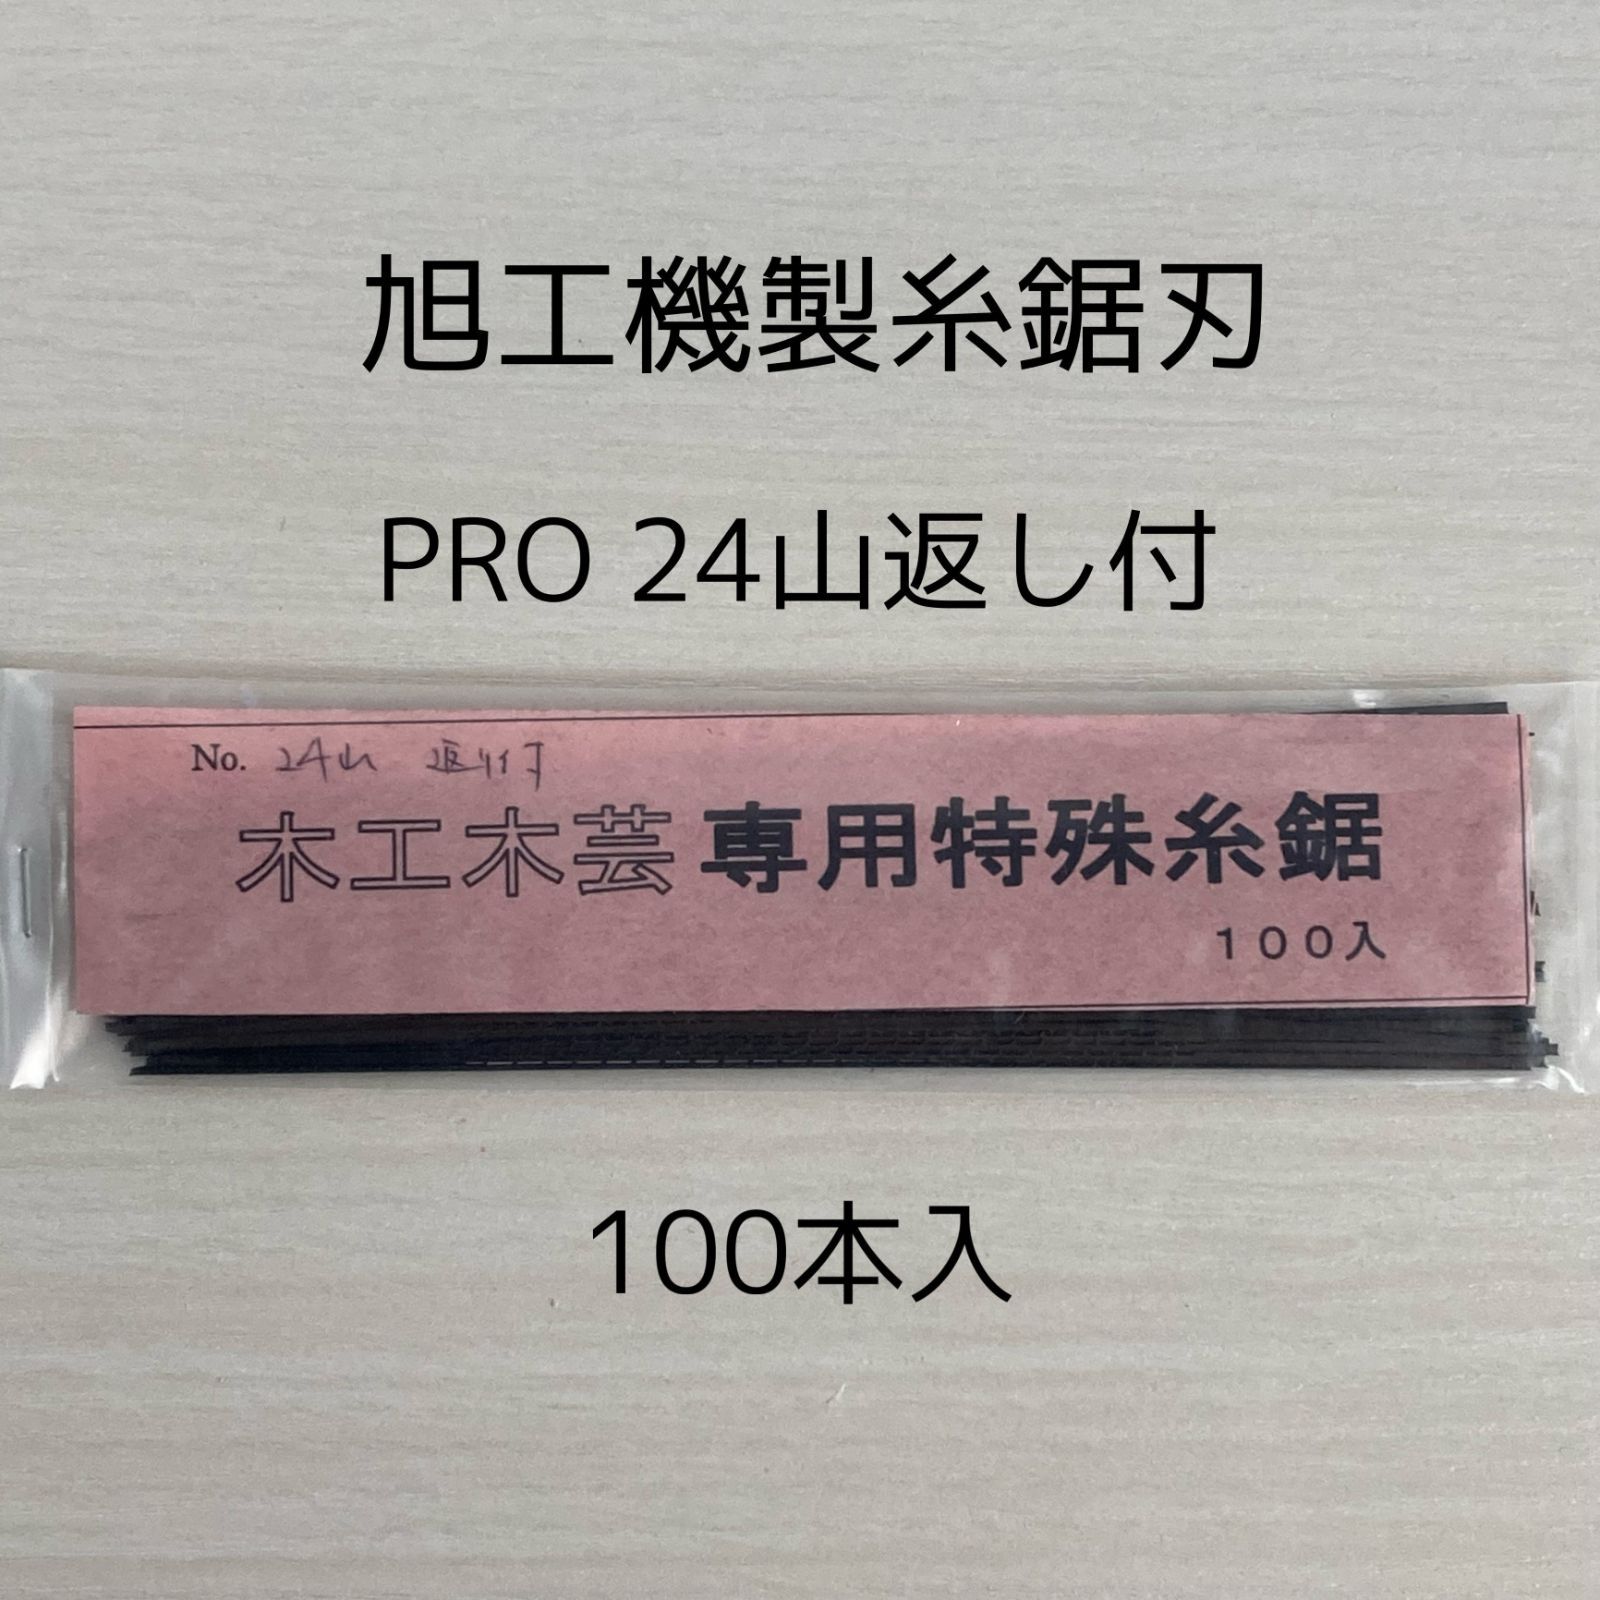 旭工機製糸鋸刃
PRO 24山返し付
No. 24山 返り付
木工木芸専用特殊糸鋸
100入
100本入